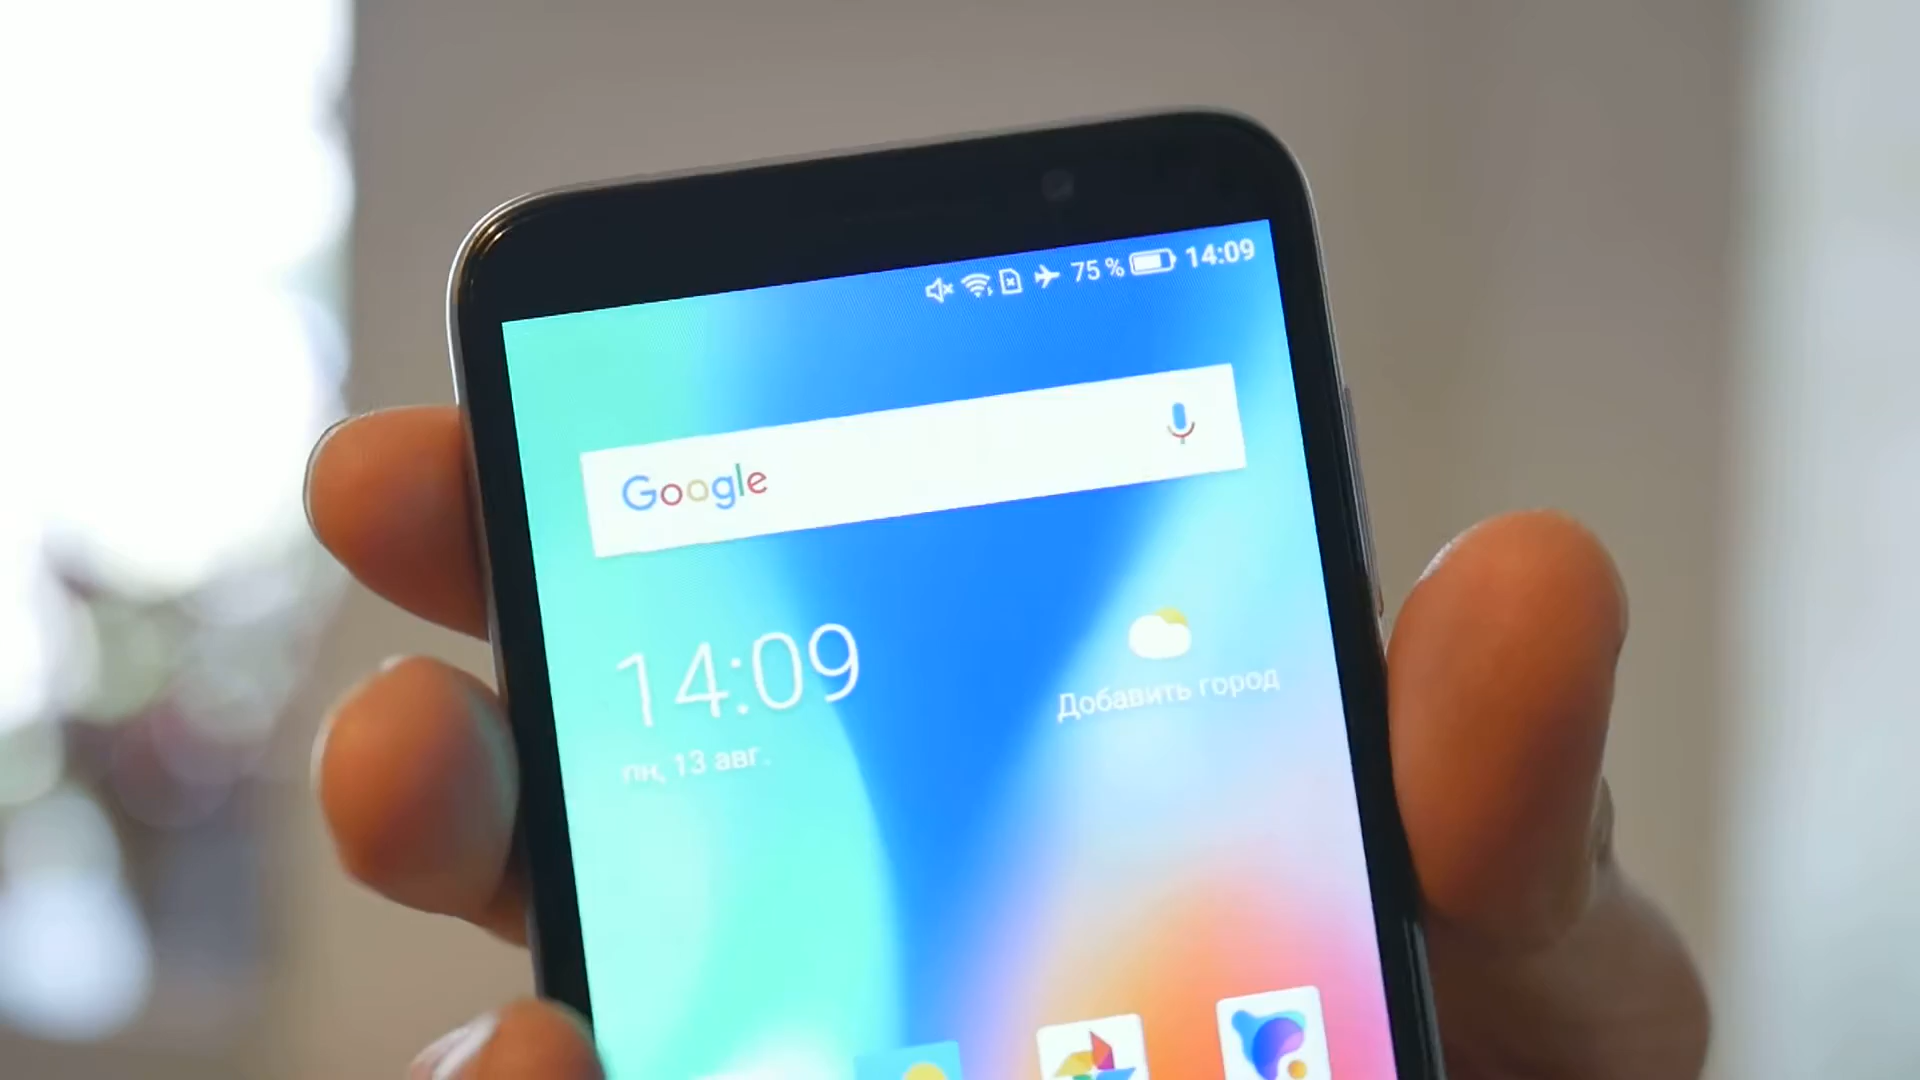 75 % 14:09
Google
14:09
Добавить город
пн, 13 авг.